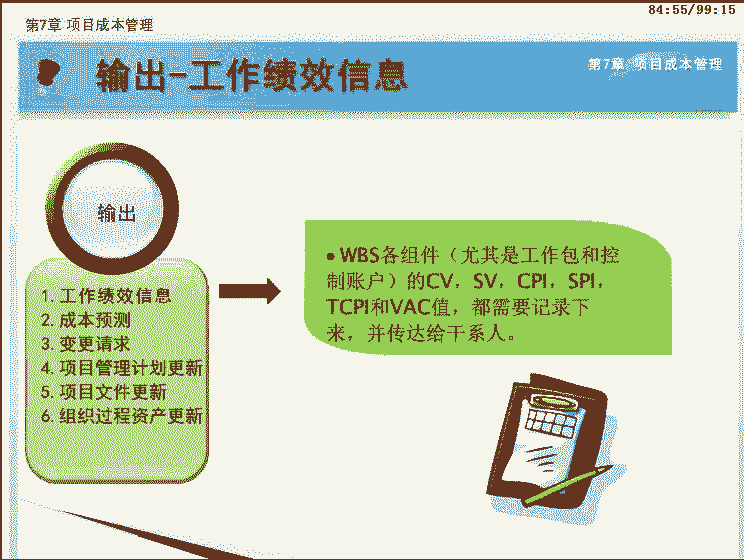 84:55/99:15
第7章 项目成本管理
输出-工作绩效信息
第7章 项目成本管理
输出
1.工作绩效信息
2.成本预测
3.变更请求
4.项目管理计划更新
5.项目文件更新
6.组织过程资产更新
•WBS各组件（尤其是工作包和控
制账户）的CV，SV，CPI，SPI，
TCPI和VAC值，都需要记录下
来，并传达给干系人。